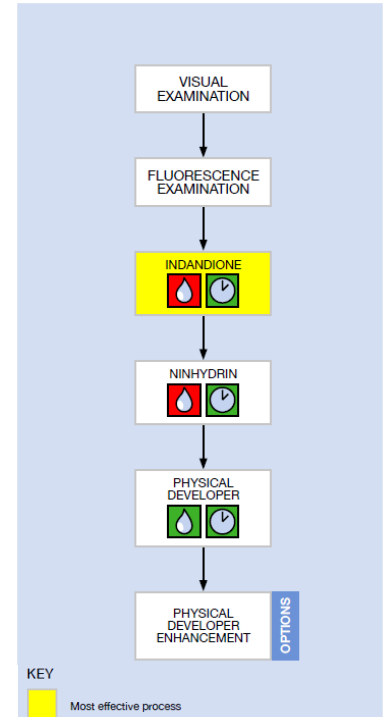 VISUAL
EXAMINATION
FLUORESCENCE
EXAMINATION
INDANDIONE
NINHYDRIN
PHYSICAL
DEVELOPER
PHYSICAL
DEVELOPER
ENHANCEMENT
OPTIONS
KEY
Most effective process